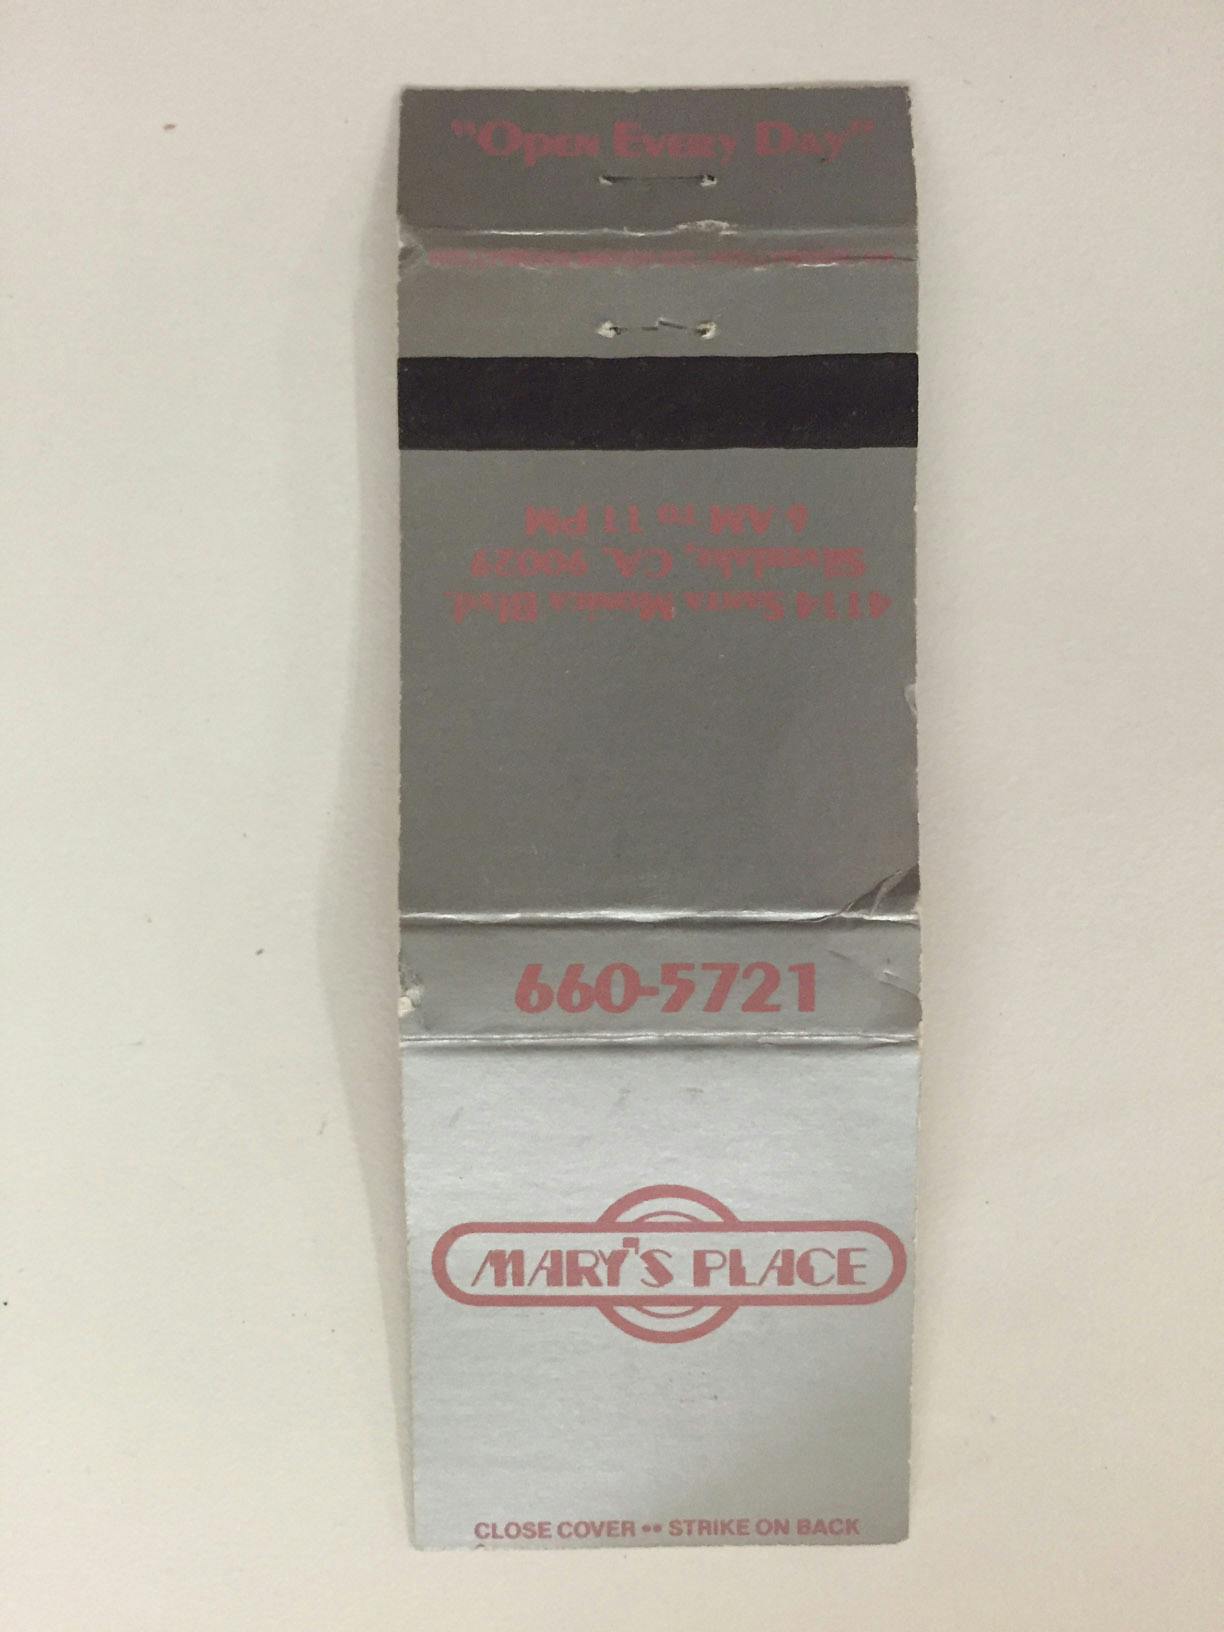 "Open Every Day"
4114 Santa Monica Blvd.
Silverlake, CA. 90029
6 AM to 11 PM
660-5721
MARY'S PLACE
CLOSE COVER •• STRIKE ON BACK